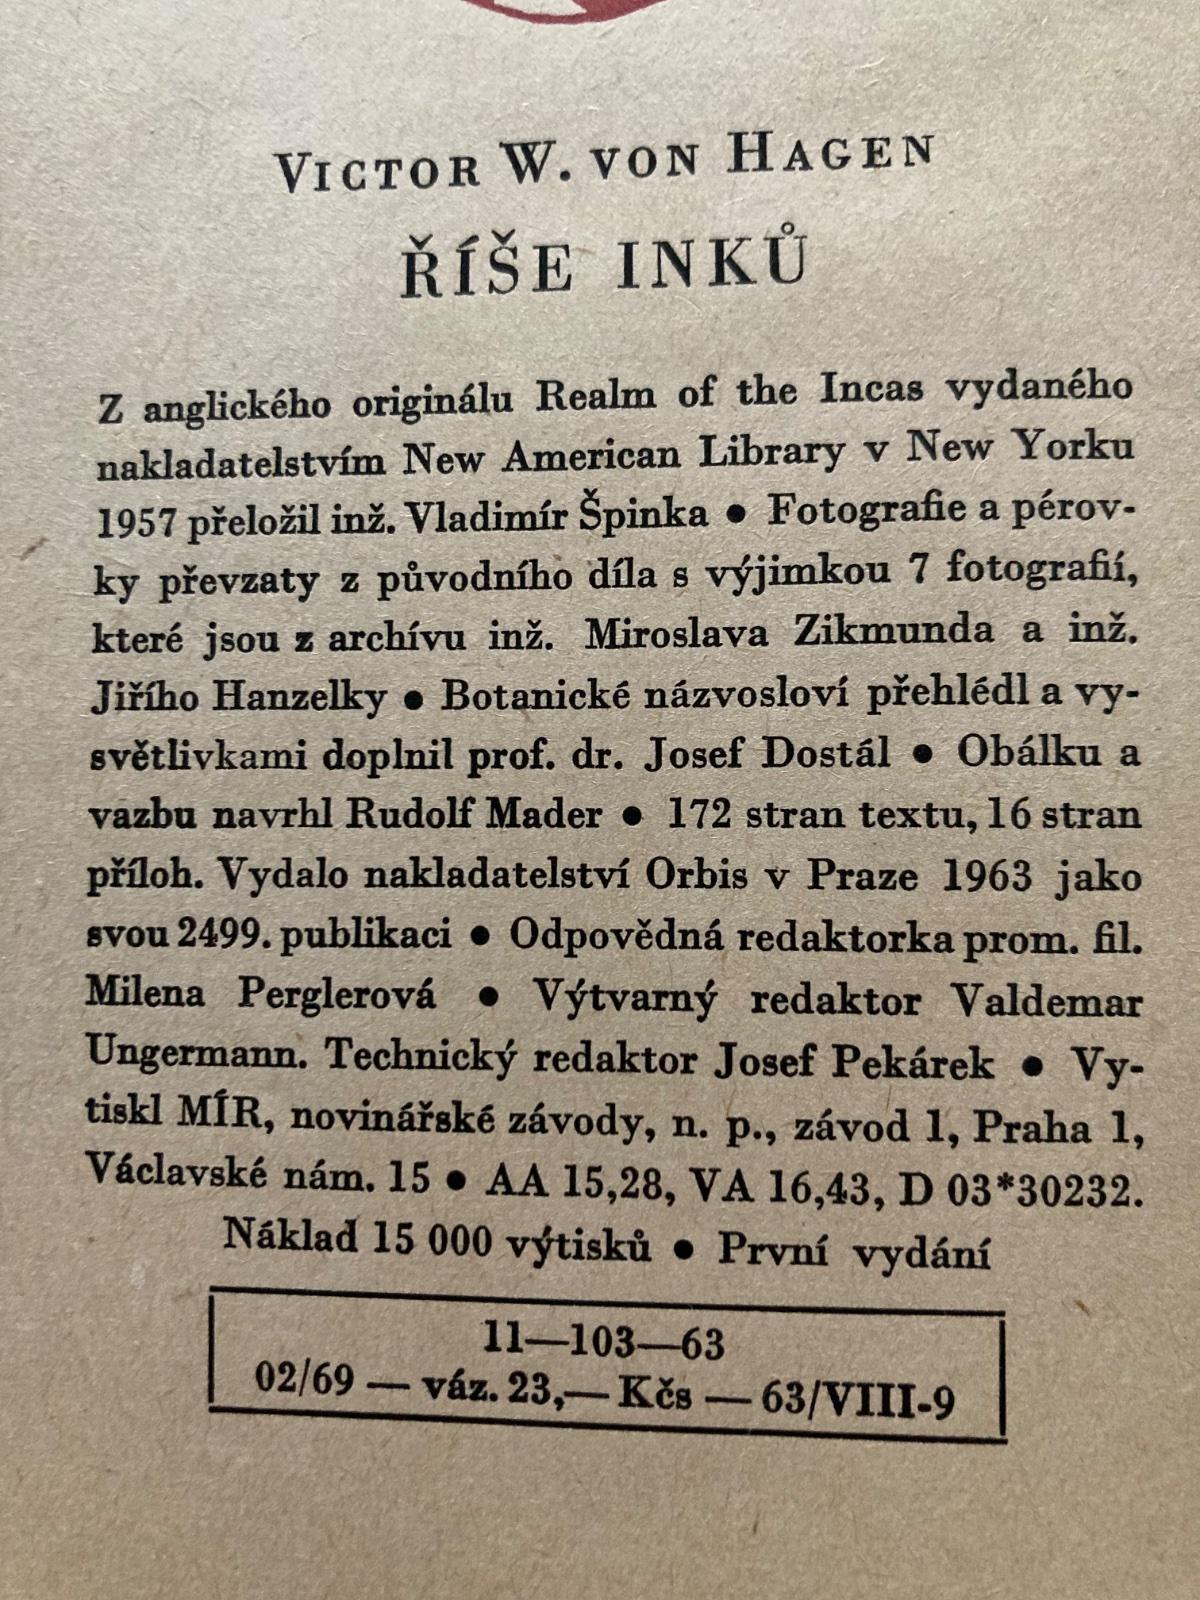 VICTOR W. VON HAGEN
ŘÍŠE INKŮ
Z anglického originálu Realm of the Incas vydaného
nakladatelstvím New American Library v New Yorku
1957 přeložil inž. Vladimír Špinka ● Fotografie a pérov-
ky převzaty z původního díla s výjimkou 7 fotografií,
které jsou z archívu inž. Miroslava Zikmunda a inž.
Jiřího Hanzelky ● Botanické názvosloví přehlédl a vy-
světlivkami doplnil prof. dr. Josef Dostál ● Obálku a
vazbu navrhl Rudolf Mader ● 172 stran textu, 16 stran
příloh. Vydalo nakladatelství Orbis v Praze 1963 jako
svou 2499. publikaci ● Odpovědná redaktorka prom. fil.
Milena Perglerová ● Výtvarný redaktor Valdemar
Ungermann. Technický redaktor Josef Pekárek ● Vy-
tiskl MÍR, novinářské závody, n. p., závod 1, Praha 1,
Václavské nám. 15 ● AA 15,28, VA 16,43, D 03*30232.
Náklad 15 000 výtisků ● První vydání
11—103—63
02/69 — váz. 23,— Kčs — 63/VIII-9